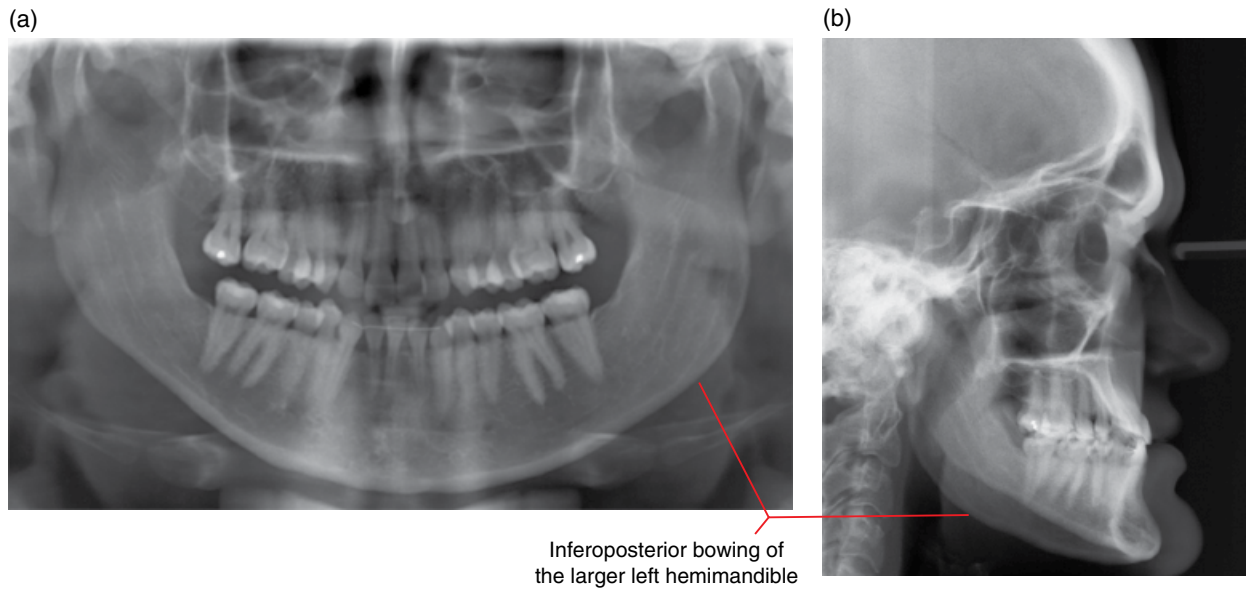 (a)
(b)
Inferoposterior bowing of
the larger left hemimandible